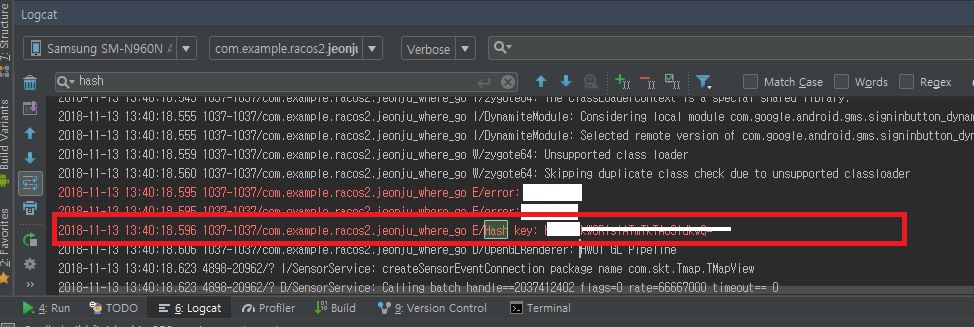 Logcat
Samsung SM-N960N A
com.example.racos2.jeonju
Verbose
hash
Match Case
Words
Regex
7: Structure
Build Variants
2: Favorites
2018-11-13 13:40:18.543 1037-1037/com.example.racos2.jeonju_where_go I/zygote64: The ClassLoaderContext is a special shared library.
2018-11-13 13:40:18.555 1037-1037/com.example.racos2.jeonju_where_go I/DynamiteModule: Considering local module com.google.android.gms.signinbutton_dyna
2018-11-13 13:40:18.555 1037-1037/com.example.racos2.jeonju_where_go I/DynamiteModule: Selected remote version of com.google.android.gms.signinbutton_dyn
2018-11-13 13:40:18.559 1037-1037/com.example.racos2.jeonju_where_go W/zygote64: Unsupported class loader
2018-11-13 13:40:18.560 1037-1037/com.example.racos2.jeonju_where_go W/zygote64: Skipping duplicate class check due to unsupported classloader
2018-11-13 13:40:18.595 1037-1037/com.example.racos2.jeonju_where_go E/error:
2018-11-13 13:40:18.595 1037-1037/com.example.racos2.jeonju_where_go E/error:
2018-11-13 13:40:18.596 1037-1037/com.example.racos2.jeonju_where_go E/Hash key:
2018-11-13 13:40:18.606 1037-1037/com.example.racos2.jeonju_where_go D/OpenGLRenderer: HWUI GL Pipeline
2018-11-13 13:40:18.623 4898-20962/? I/SensorService: createSensorEventConnection package name com.skt.Tmap.TMapView
2018-11-13 13:40:18.623 4898-20962/? D/SensorService: Calling batch handle==2037412402 flags=0 rate=66667000 timeout== 0
4: Run
TODO
6: Logcat
Profiler
Build
9: Version Control
Terminal